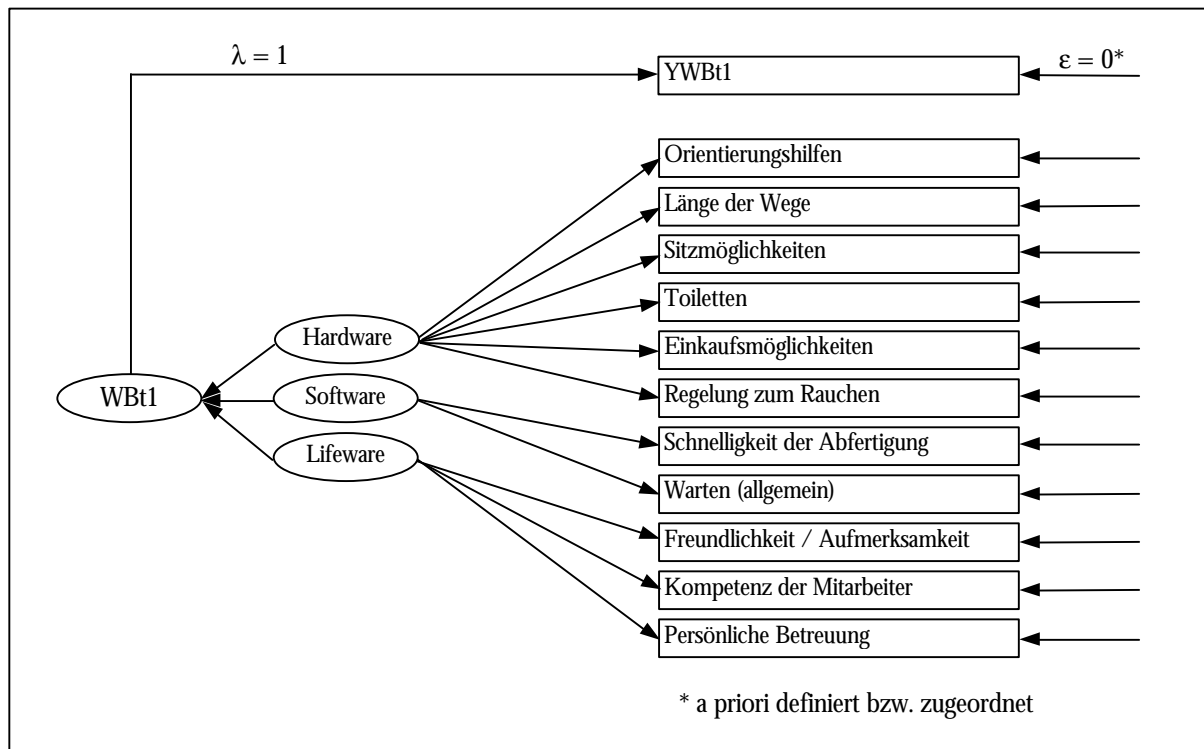 λ = 1
YWBt1
ε = 0*
Orientierungshilfen
Länge der Wege
Sitzmöglichkeiten
Toiletten
Hardware
Einkaufsmöglichkeiten
WBt1
Software
Regelung zum Rauchen
Schnelligkeit der Abfertigung
Lifeware
Warten (allgemein)
Freundlichkeit / Aufmerksamkeit
Kompetenz der Mitarbeiter
Persönliche Betreuung
* a priori definiert bzw. zugeordnet